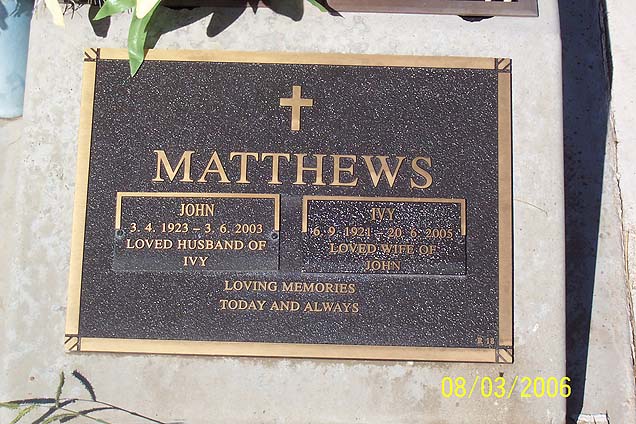 MATTHEWS
JOHN
3. 4. 1923 – 3. 6. 2003
LOVED HUSBAND OF
IVY
IVY
6. 9. 1921 – 20. 6. 2005
LOVED WIFE OF
JOHN
LOVING MEMORIES
TODAY AND ALWAYS
R 18
08/03/2006